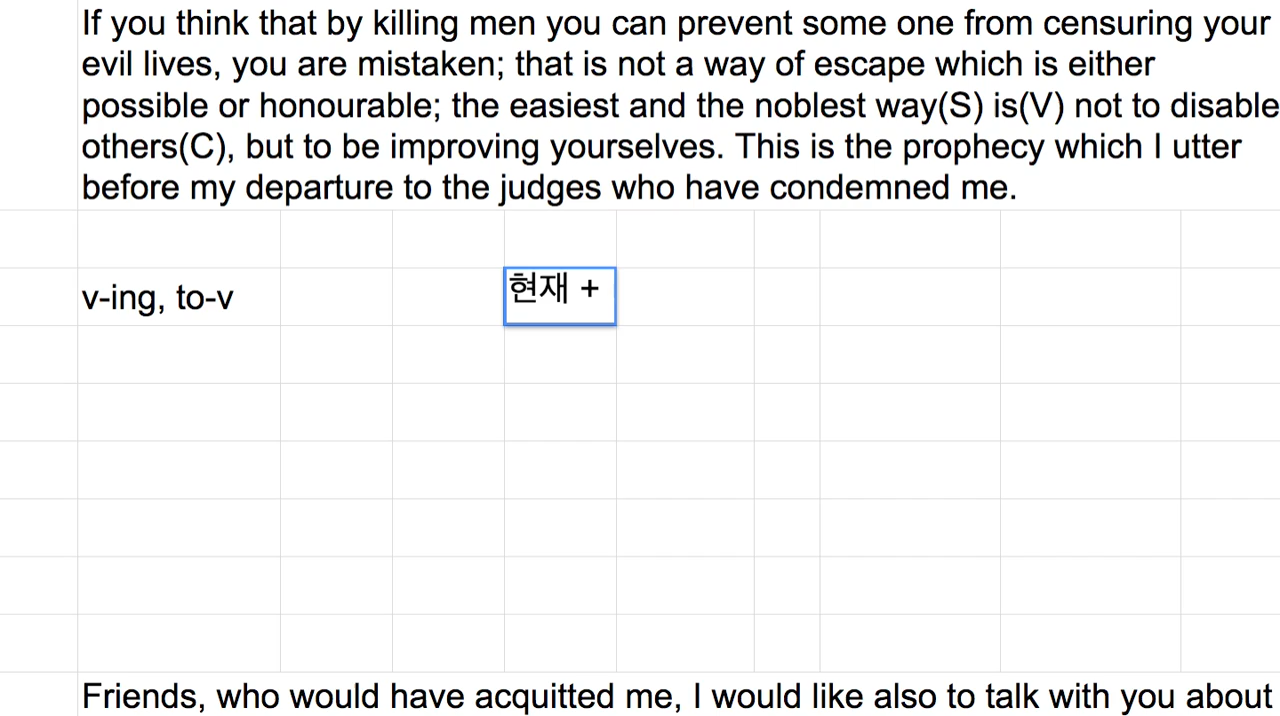 If you think that by killing men you can prevent some one from censuring your
evil lives, you are mistaken; that is not a way of escape which is either
possible or honourable; the easiest and the noblest way(S) is(V) not to disable
others(C), but to be improving yourselves. This is the prophecy which I utter
before my departure to the judges who have condemned me.
v-ing, to-v
현재 +
Friends, who would have acquitted me, I would like also to talk with you about